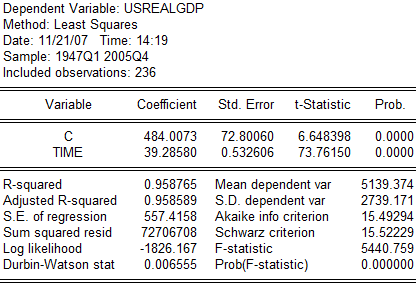 Dependent Variable: USREALGDP
Method: Least Squares
Date: 11/21/07   Time: 14:19
Sample: 1947Q1 2005Q4
Included observations: 236
Variable Coefficient Std. Error t-Statistic Prob.
C 484.0073 72.80060 6.648398 0.0000
TIME 39.28580 0.532606 73.76150 0.0000
R-squared 0.958765 Mean dependent var 5139.374
Adjusted R-squared 0.958589 S.D. dependent var 2739.171
S.E. of regression 557.4158 Akaike info criterion 15.49294
Sum squared resid 72706708 Schwarz criterion 15.52229
Log likelihood -1826.167 F-statistic 5440.759
Durbin-Watson stat 0.006555 Prob(F-statistic) 0.000000